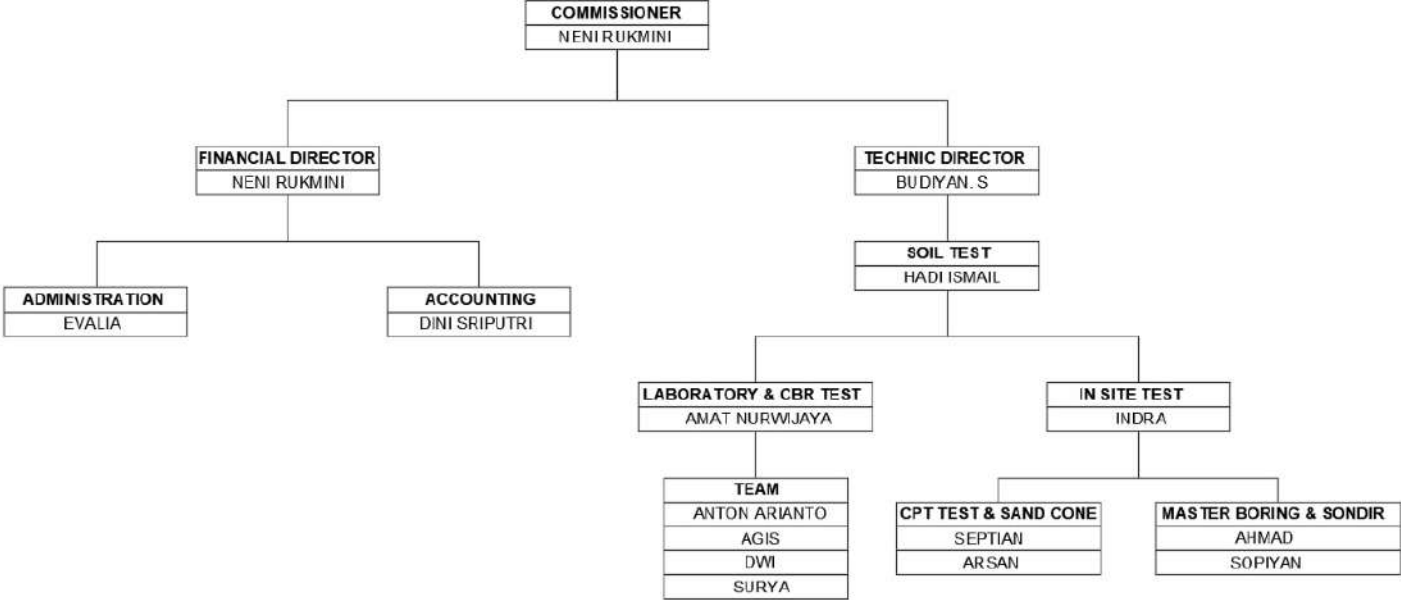 COMMISSIONER
NENI RUKMINI
FINANCIAL DIRECTOR
NENI RUKMINI
TECHNIC DIRECTOR
BUDIYAN. S
SOIL TEST
HADI ISMAIL
ADMINISTRATION
EVALIA
ACCOUNTING
DINI SRIPUTRI
LABORATORY & CBR TEST
AMAT NURWIJAYA
IN SITE TEST
INDRA
TEAM
ANTON ARIANTO
AGIS
DWI
SURYA
CPT TEST & SAND CONE
SEPTIAN
ARSAN
MASTER BORING & SONDIR
AHMAD
SOPIYAN